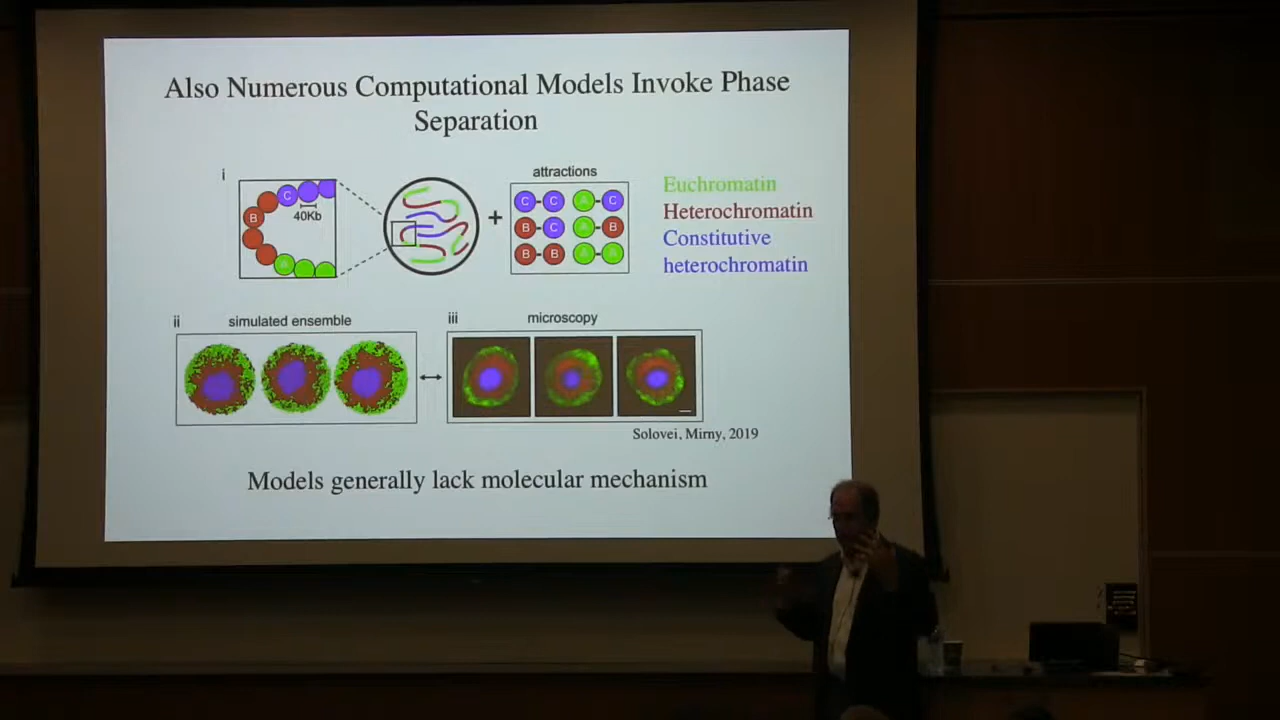 Also Numerous Computational Models Invoke Phase
Separation
i
attractions
C
40Kb
B
A
+
C-C A-C
B-C A-B
B-B A-A
Euchromatin
Heterochromatin
Constitutive
heterochromatin
ii simulated ensemble
iii microscopy
Solovei, Mirny, 2019
Models generally lack molecular mechanism